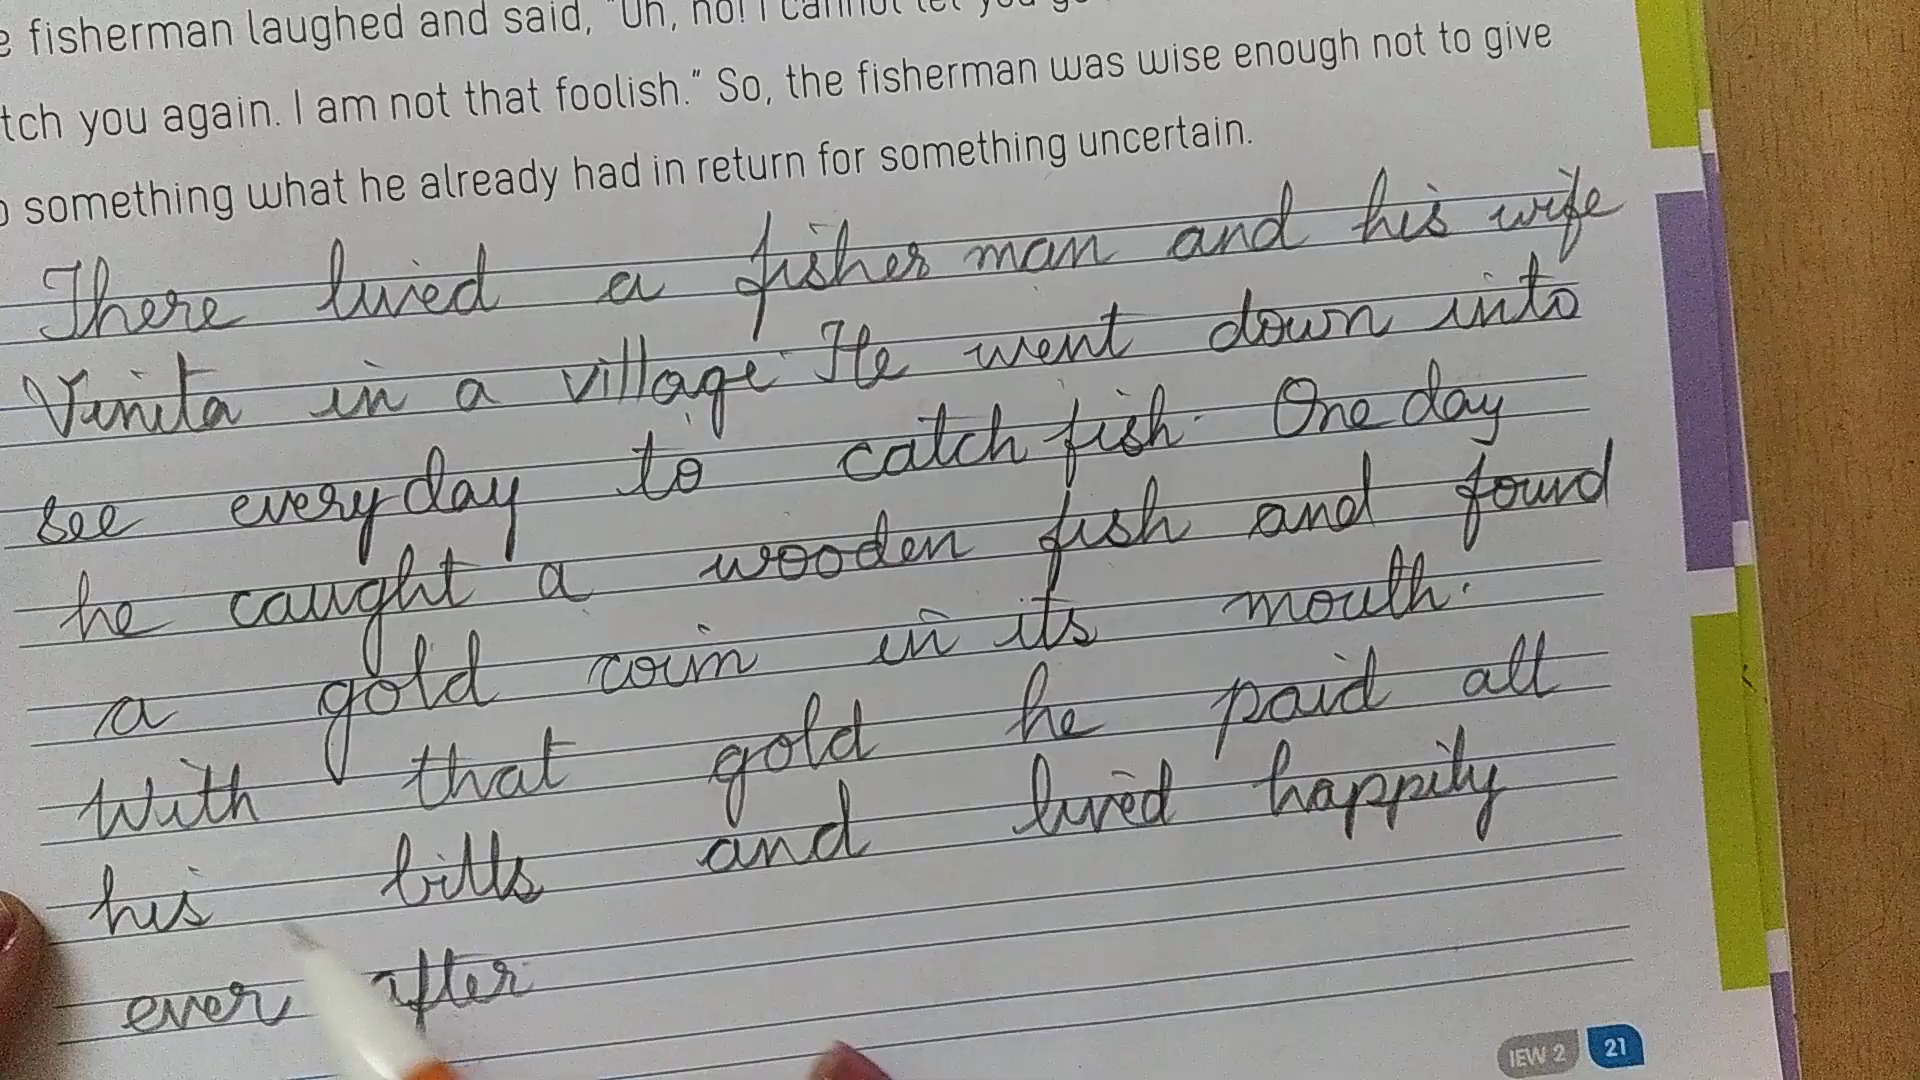 fisherman laughed and said, "Uh, no! I cannot let you
tch you again. I am not that foolish." So, the fisherman was wise enough not to give
something what he already had in return for something uncertain.
There lived a fisher man and his wife
Vinita in a village. He went down into
see everyday to catch fish. One day
he caught a wooden fish and found
a gold coin in its mouth.
With that gold he paid all
his bills and lived happily
ever after
IEW 2 21